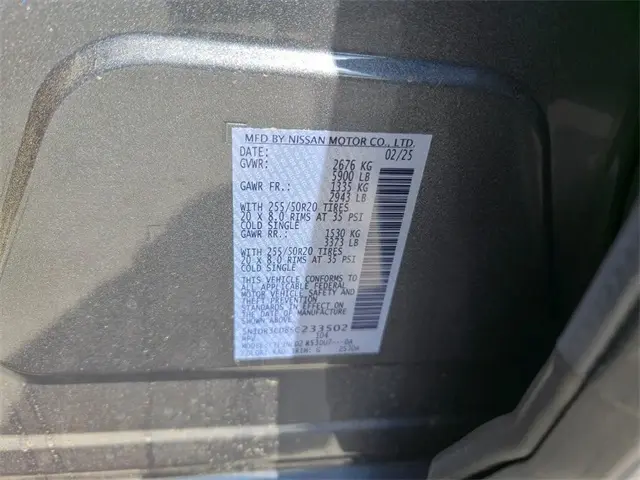 MFD BY NISSAN MOTOR CO., LTD.
DATE: 02/25
GVWR: 2676 KG
5900 LB
GAWR FR.: 1335 KG
2943 LB
WITH 255/50R20 TIRES
20 x 8.0 RIMS AT 35 PSI
COLD SINGLE
GAWR RR.: 1530 KG
3373 LB
WITH 255/50R20 TIRES
20 x 8.0 RIMS AT 35 PSI
COLD SINGLE
THIS VEHICLE CONFORMS TO
ALL APPLICABLE FEDERAL
MOTOR VEHICLE SAFETY AND
THEFT PREVENTION
STANDARDS IN EFFECT ON
THE DATE OF MANUFACTURE
SHOWN ABOVE.
233502